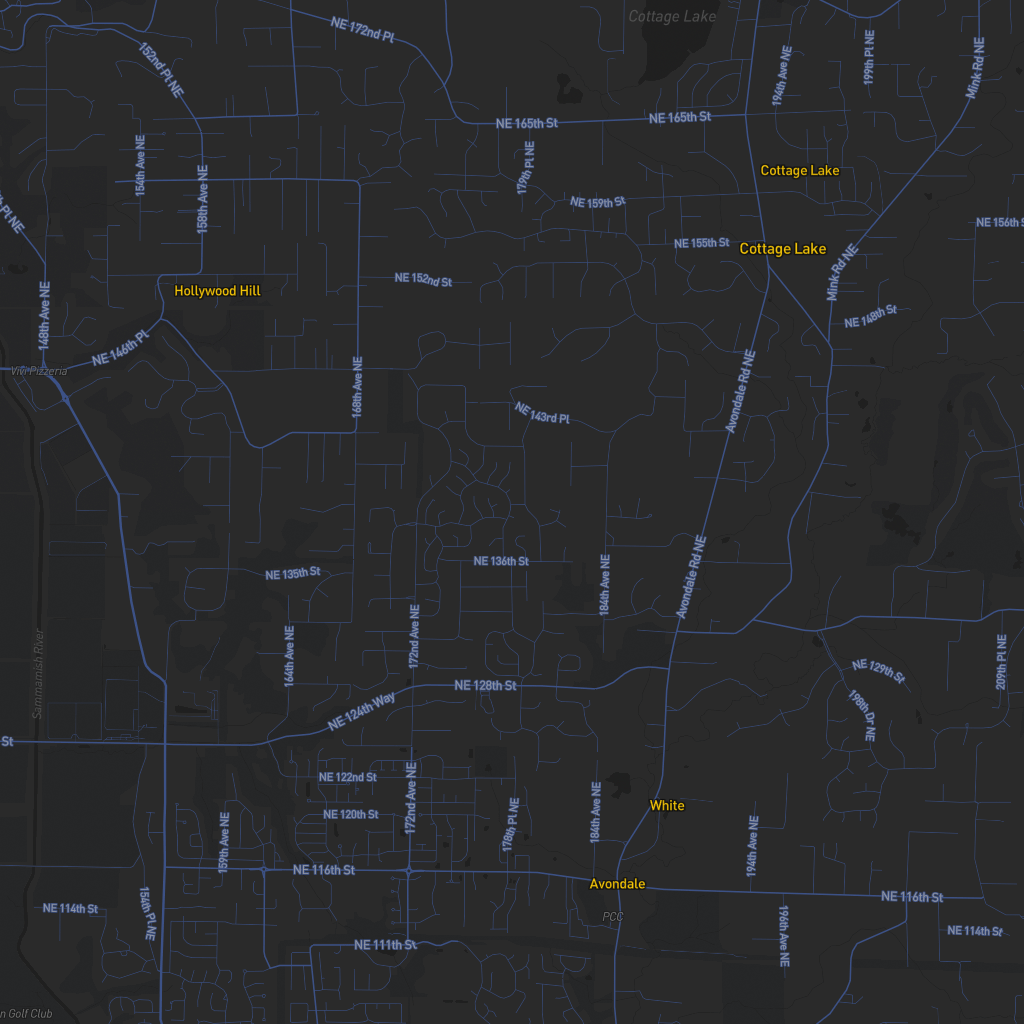 Cottage Lake
NE 172nd Pl
152nd Pl NE
194th Ave NE
199th Pl NE
Mink Rd NE
NE 165th St
NE 165th St
154th Ave NE
179th Pl NE
Cottage Lake
158th Ave NE
NE 159th St
Pl NE
NE 156th S
NE 155th St
Cottage Lake
NE 152nd St
Mink Rd NE
Hollywood Hill
148th Ave NE
NE 148th St
NE 146th Pl
Vivi Pizzeria
168th Ave NE
Avondale Rd NE
NE 143rd Pl
NE 136th St
NE 135th St
184th Ave NE
Avondale Rd NE
172nd Ave NE
164th Ave NE
209th Pl NE
Sammamish River
NE 129th St
NE 128th St
NE 124th Way
198th Dr NE
St
NE 122nd St
172nd Ave NE
White
NE 120th St
178th Pl NE
184th Ave NE
159th Ave NE
194th Ave NE
NE 116th St
Avondale
NE 116th St
NE 114th St
154th Pl NE
PCC
196th Ave NE
NE 114th St
NE 111th St
n Golf Club